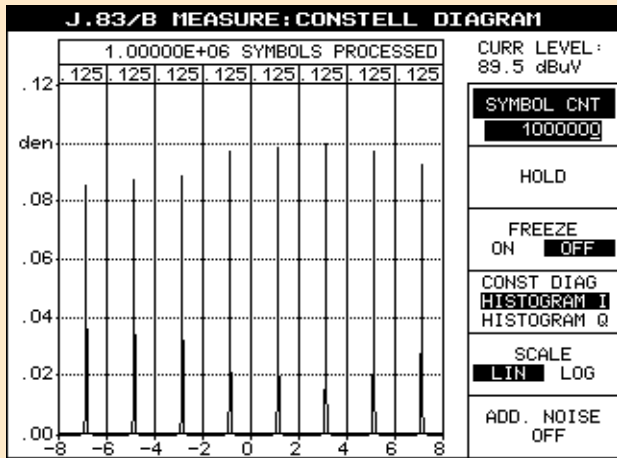 J.83/B MEASURE:CONSTELL DIAGRAM
1.00000E+06 SYMBOLS PROCESSED
.125 .125 .125 .125 .125 .125 .125 .125
.12
den
.08
.06
.04
.02
.00
-8 -6 -4 -2 0 2 4 6 8
CURR LEVEL:
89.5 dBuV
SYMBOL CNT
1000000
HOLD
FREEZE
ON OFF
CONST DIAG
HISTOGRAM I
HISTOGRAM Q
SCALE
LIN LOG
ADD. NOISE
OFF